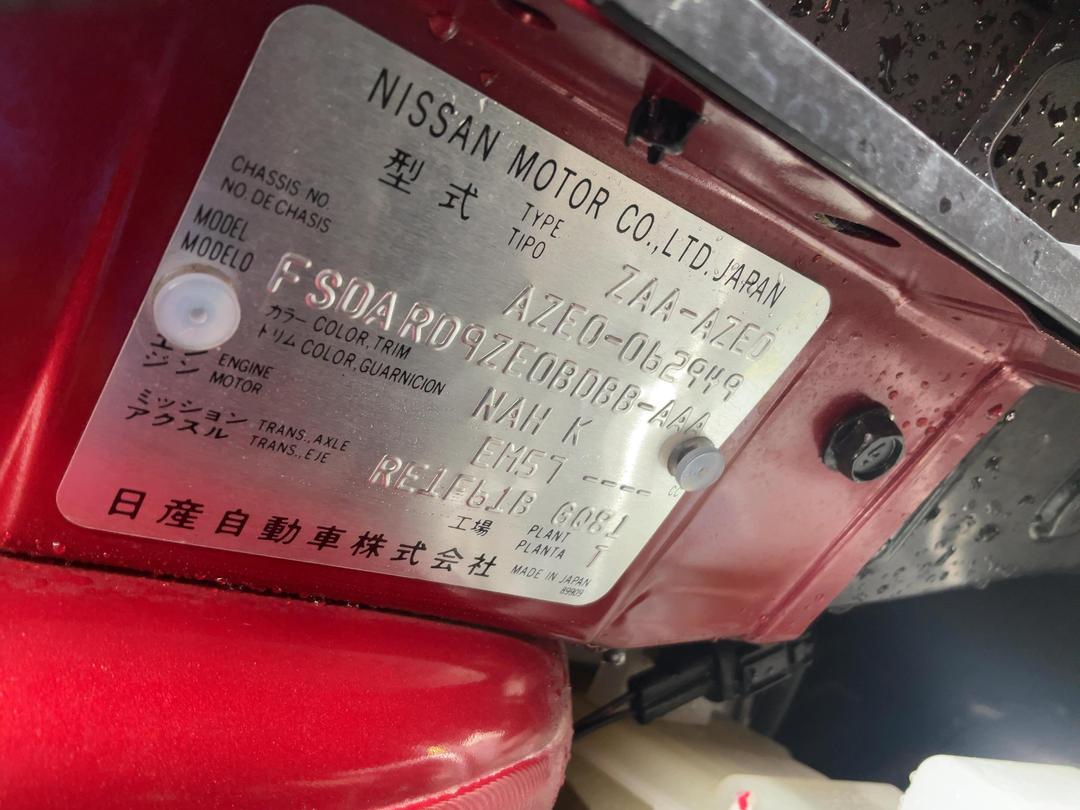 NISSAN MOTOR CO.,LTD. JAPAN
型式 TYPE TIPO ZAA-AZE0
CHASSIS NO.
NO. DE CHASIS AZE0-062949
MODEL
MODELO FSDARD9ZE0BDBB-AAA
カラー COLOR,TRIM
トリム COLOR,GUARNICION NAH K
エン
ジン ENGINE
MOTOR EM57 ----
ミッション TRANS.,AXLE
アクスル TRANS.,EJE RE1F61B GQ81
工場 PLANT
PLANTA T
日産自動車株式会社 MADE IN JAPAN
89909